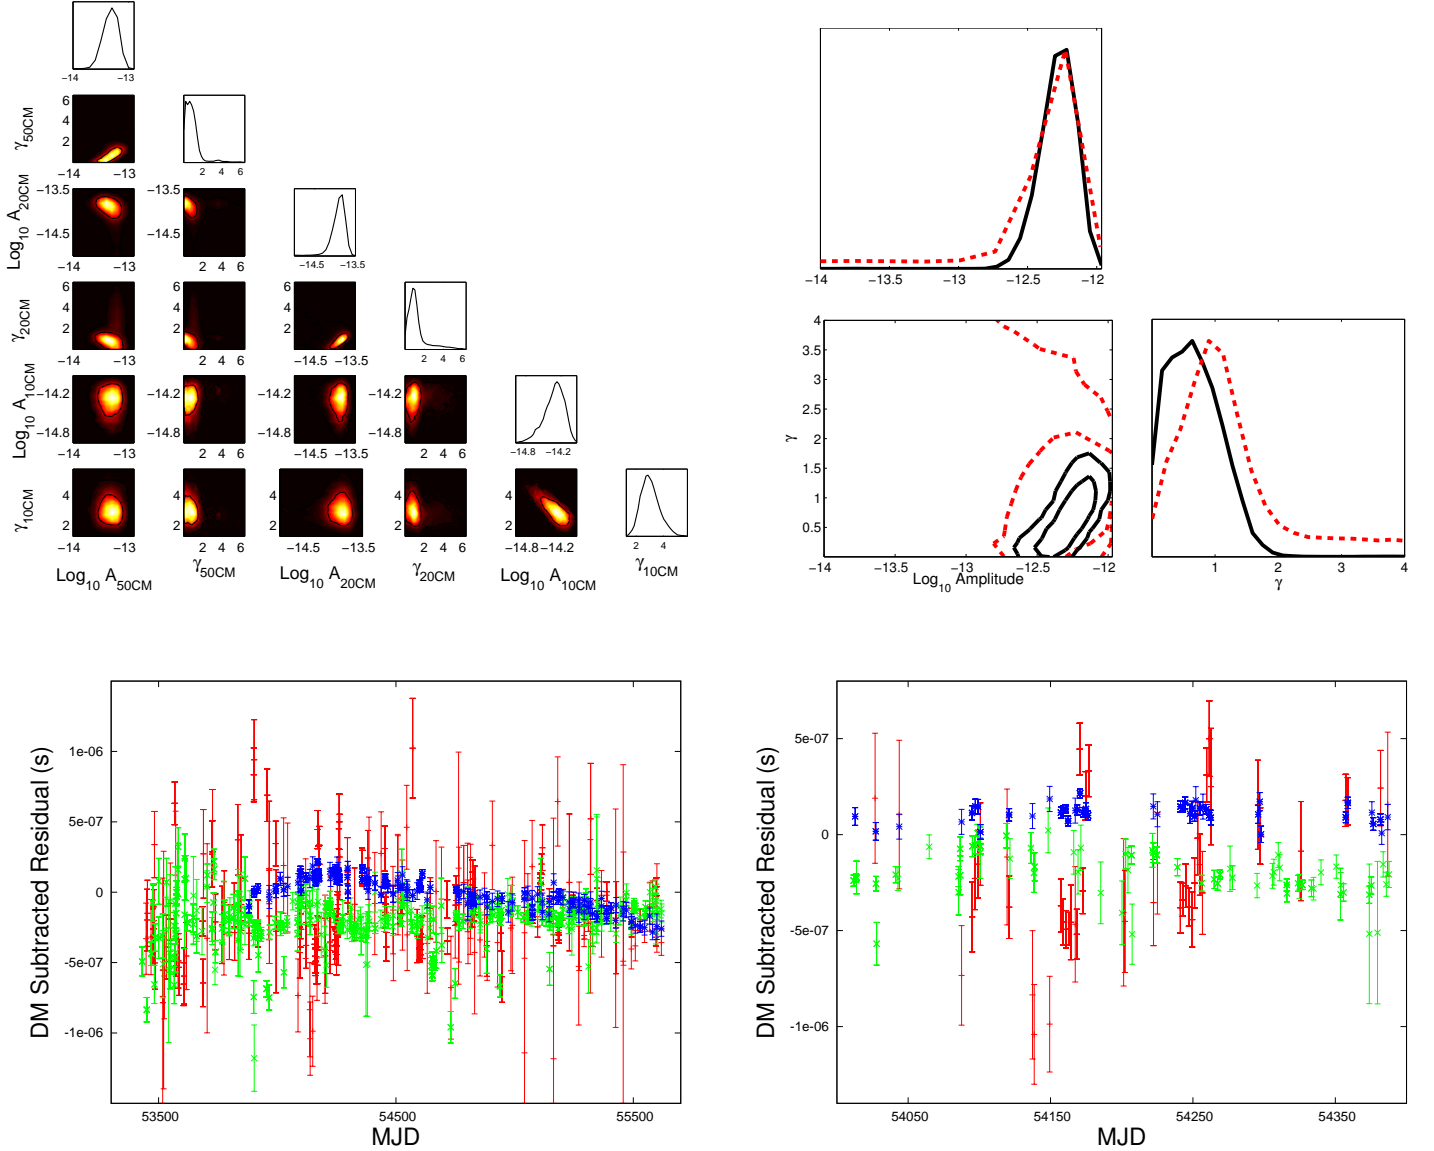 −14 −13
γ50CM
6
4
2
−14 −13
2 4 6
Log10 A20CM
−13.5
−14.5
−14 −13
−13.5
−14.5
2 4 6
−14.5 −13.5
γ20CM
6
4
2
−14 −13
2 4 6
−14.5 −13.5
2 4 6
Log10 A10CM
−14.2
−14.8
−14 −13
−14.2
−14.8
2 4 6
−14.2
−14.8
−14.5 −13.5
−14.2
−14.8
2 4 6
−14.8 −14.2
γ10CM
4
2
−14 −13
4
2
2 4 6
4
2
−14.5 −13.5
4
2
2 4 6
4
2
−14.8 −14.2
2 4
Log10 A50CM
γ50CM
Log10 A20CM
γ20CM
Log10 A10CM
γ10CM
−14 −13.5 −13 −12.5 −12
γ
4
3.5
3
2.5
2
1.5
1
0.5
−14 −13.5 −13 −12.5 −12
Log10 Amplitude
1 2 3 4
γ
DM Subtracted Residual (s)
1e-06
5e-07
0
-5e-07
-1e-06
53500 54500 55500
MJD
DM Subtracted Residual (s)
5e-07
0
-5e-07
-1e-06
54050 54150 54250 54350
MJD